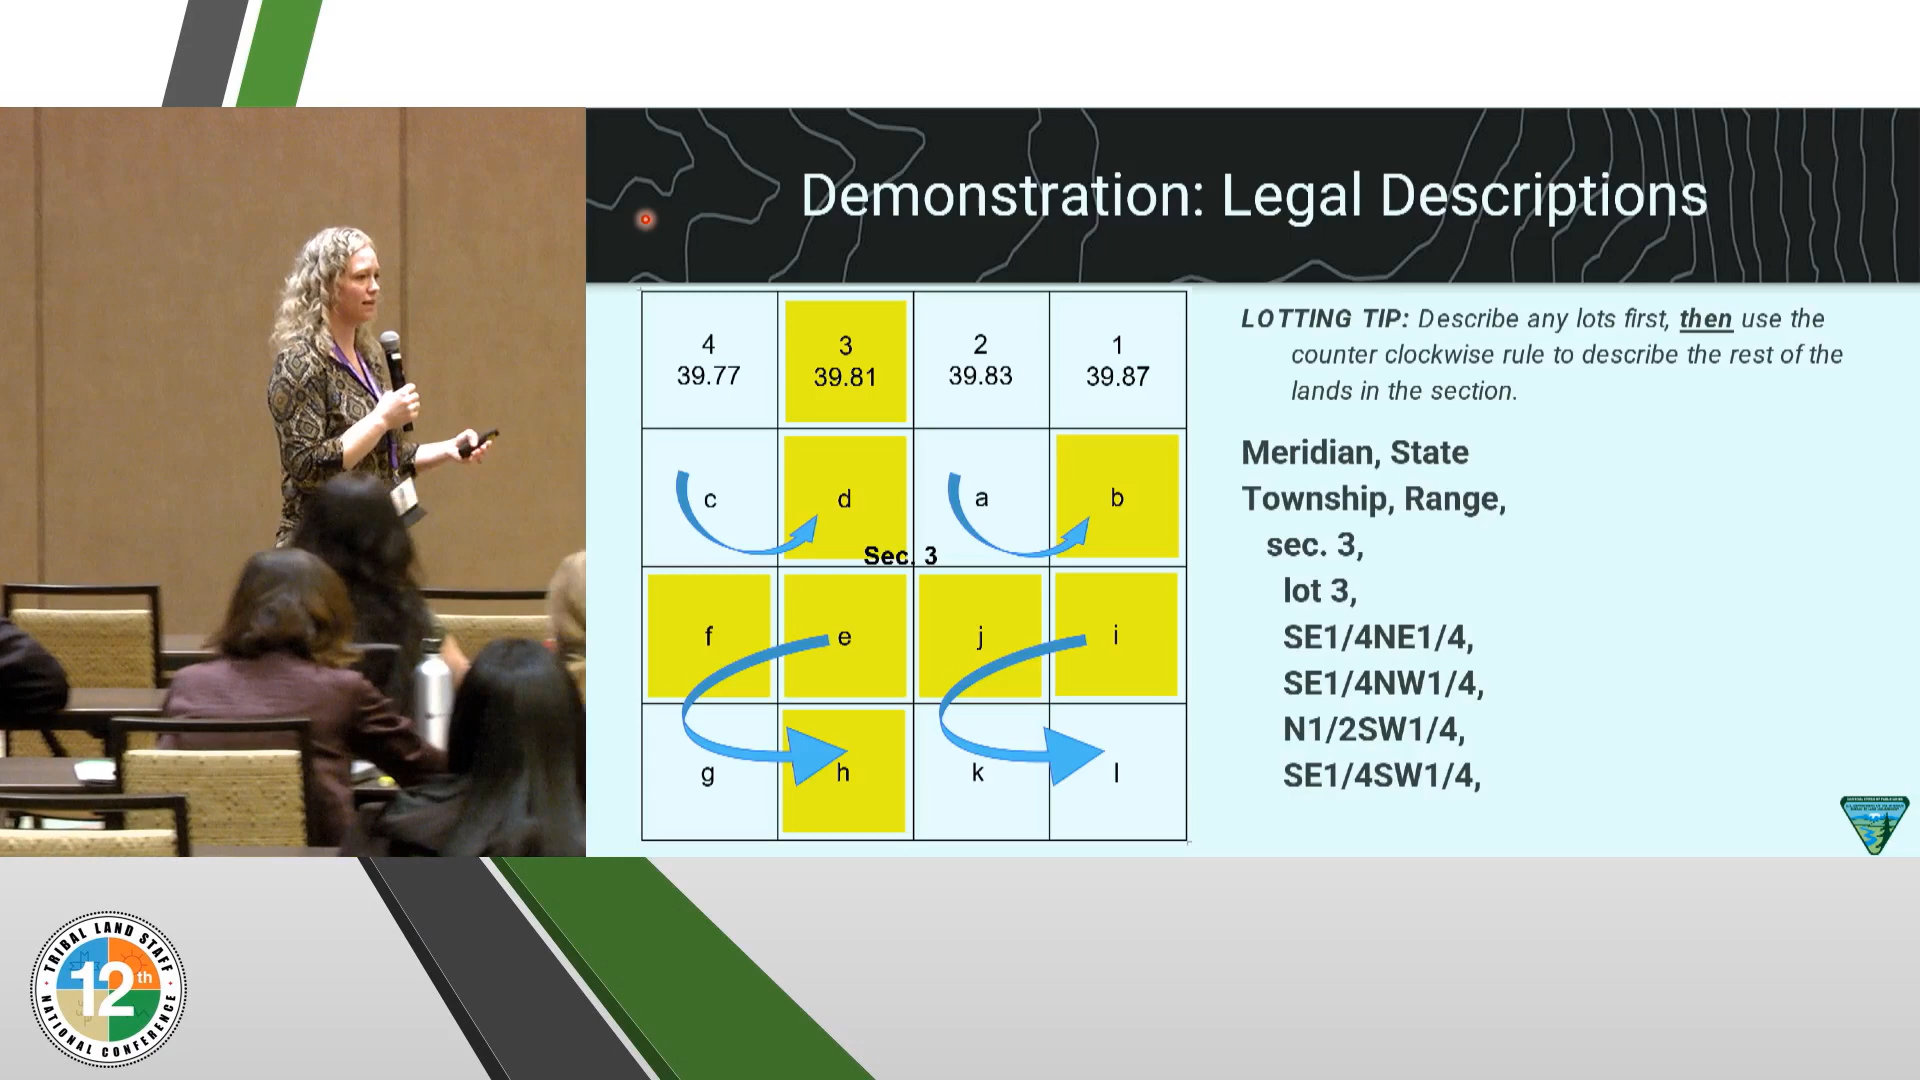 Demonstration: Legal Descriptions
4
39.77
3
39.81
2
39.83
1
39.87
c
d
a
b
Sec. 3
f
e
j
i
g
h
k
l
LOTTING TIP: Describe any lots first, then use the
counter clockwise rule to describe the rest of the
lands in the section.
Meridian, State
Township, Range,
sec. 3,
lot 3,
SE1/4NE1/4,
SE1/4NW1/4,
N1/2SW1/4,
SE1/4SW1/4,
TRIBAL LAND STAFF
12th
NATIONAL CONFERENCE